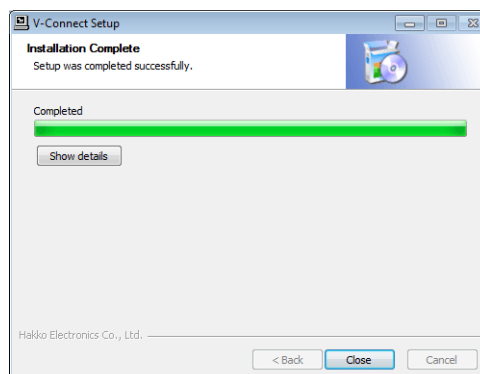 V-Connect Setup
Installation Complete
Setup was completed successfully.
Completed
Show details
Hakko Electronics Co., Ltd.
< Back
Close
Cancel